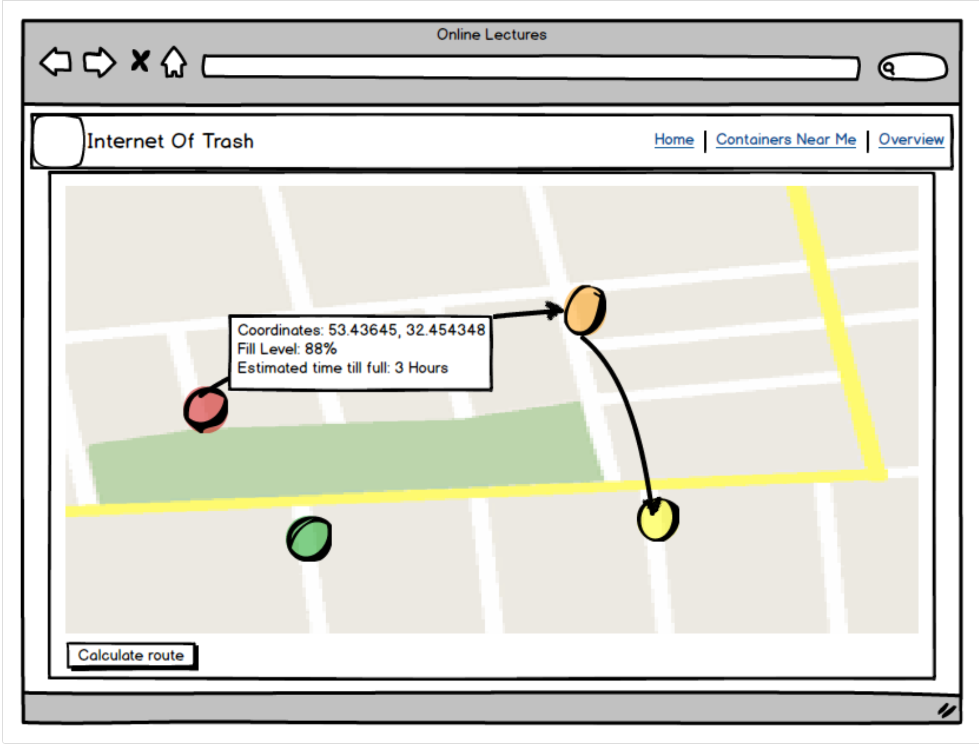 Online Lectures
Internet Of Trash
Home
Containers Near Me
Overview
Coordinates: 53.43645, 32.454348
Fill Level: 88%
Estimated time till full: 3 Hours
Calculate route